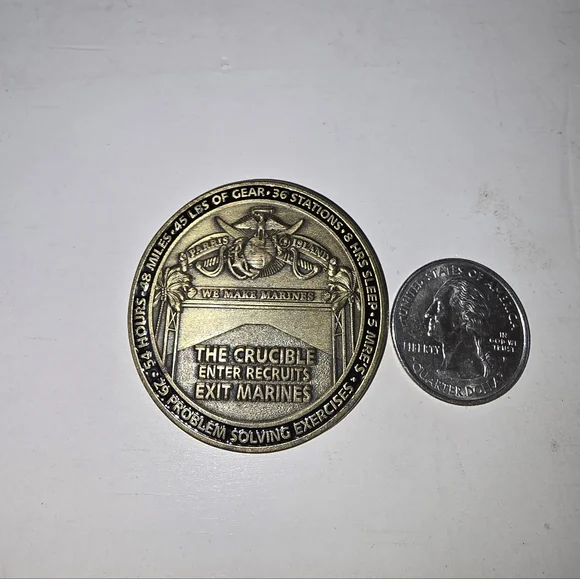 54 HOURS • 48 MILES • 45 LBS OF GEAR • 36 STATIONS • 8 HRS SLEEP • 5 MRE'S • 29 PROBLEM SOLVING EXERCISES •
PARRIS ISLAND
WE MAKE MARINES
THE CRUCIBLE
ENTER RECRUITS
EXIT MARINES
UNITED STATES OF AMERICA
LIBERTY
IN
GOD WE
TRUST
QUARTER DOLLAR